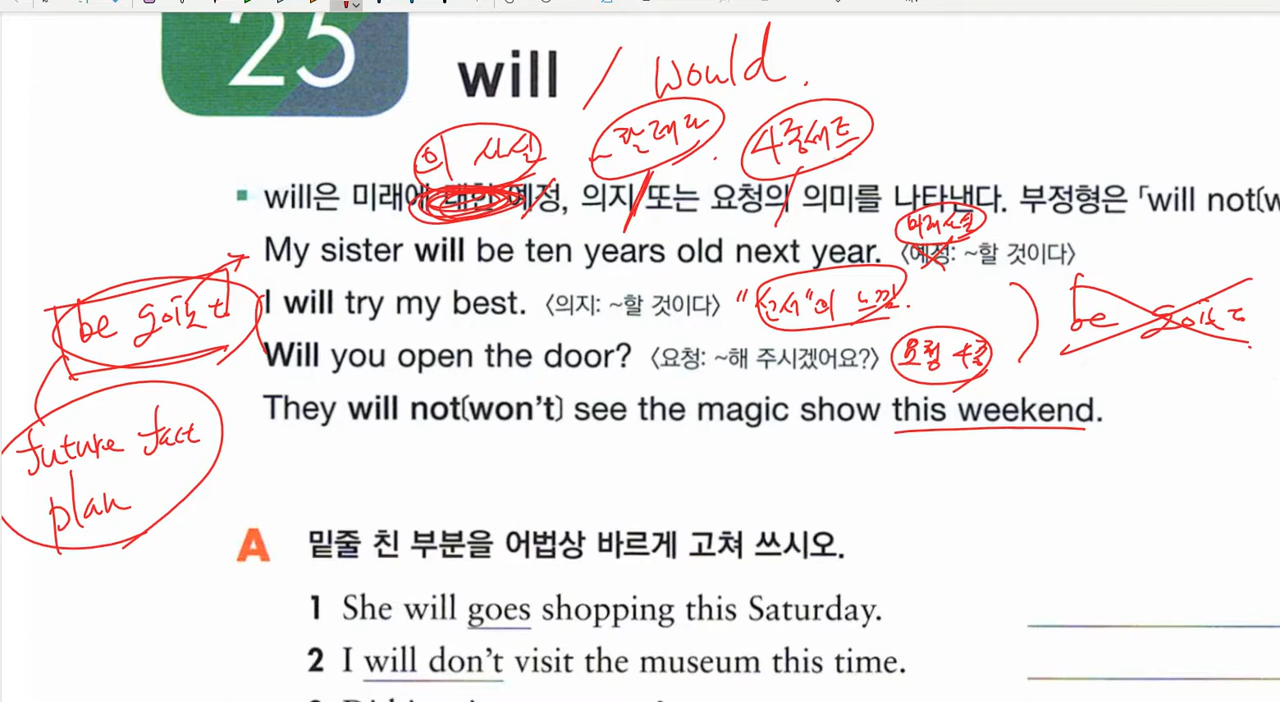 25
will / would.
의 사실 ~할래다. 4종세트
will은 미래에 대한 예정, 의지 또는 요청의 의미를 나타낸다. 부정형은 「will not(w
미래사실
My sister will be ten years old next year. 〈예정: ~할 것이다〉
be going t
I will try my best. 〈의지: ~할 것이다〉 "선서"의 느낌.
be going to
Will you open the door? 〈요청: ~해 주시겠어요?〉 요청 4종
They will not(won't) see the magic show this weekend.
future fact
plan
A 밑줄 친 부분을 어법상 바르게 고쳐 쓰시오.
1 She will goes shopping this Saturday.
2 I will don't visit the museum this time.